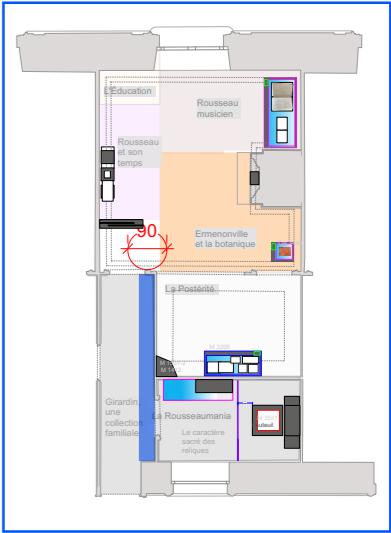 L'Éducation
Rousseau
musicien
Rousseau
et son
temps
90
Ermenonville
et la botanique
La Postérité
M 3206
Girardin,
une
collection
familiale
La Rousseaumania
Le caractère
sacré des
reliques